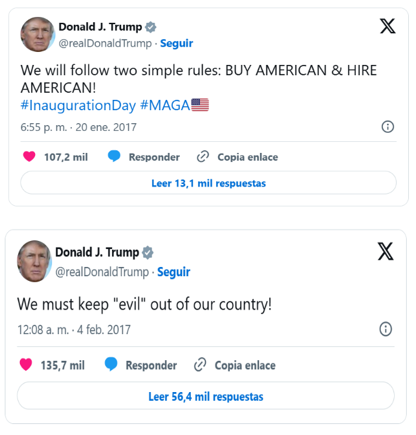 Donald J. Trump
@realDonaldTrump · Seguir
We will follow two simple rules: BUY AMERICAN & HIRE
AMERICAN!
#InaugurationDay #MAGA🇺🇸
6:55 p. m. · 20 ene. 2017
107,2 mil Responder Copia enlace
Leer 13,1 mil respuestas
Donald J. Trump
@realDonaldTrump · Seguir
We must keep "evil" out of our country!
12:08 a. m. · 4 feb. 2017
135,7 mil Responder Copia enlace
Leer 56,4 mil respuestas